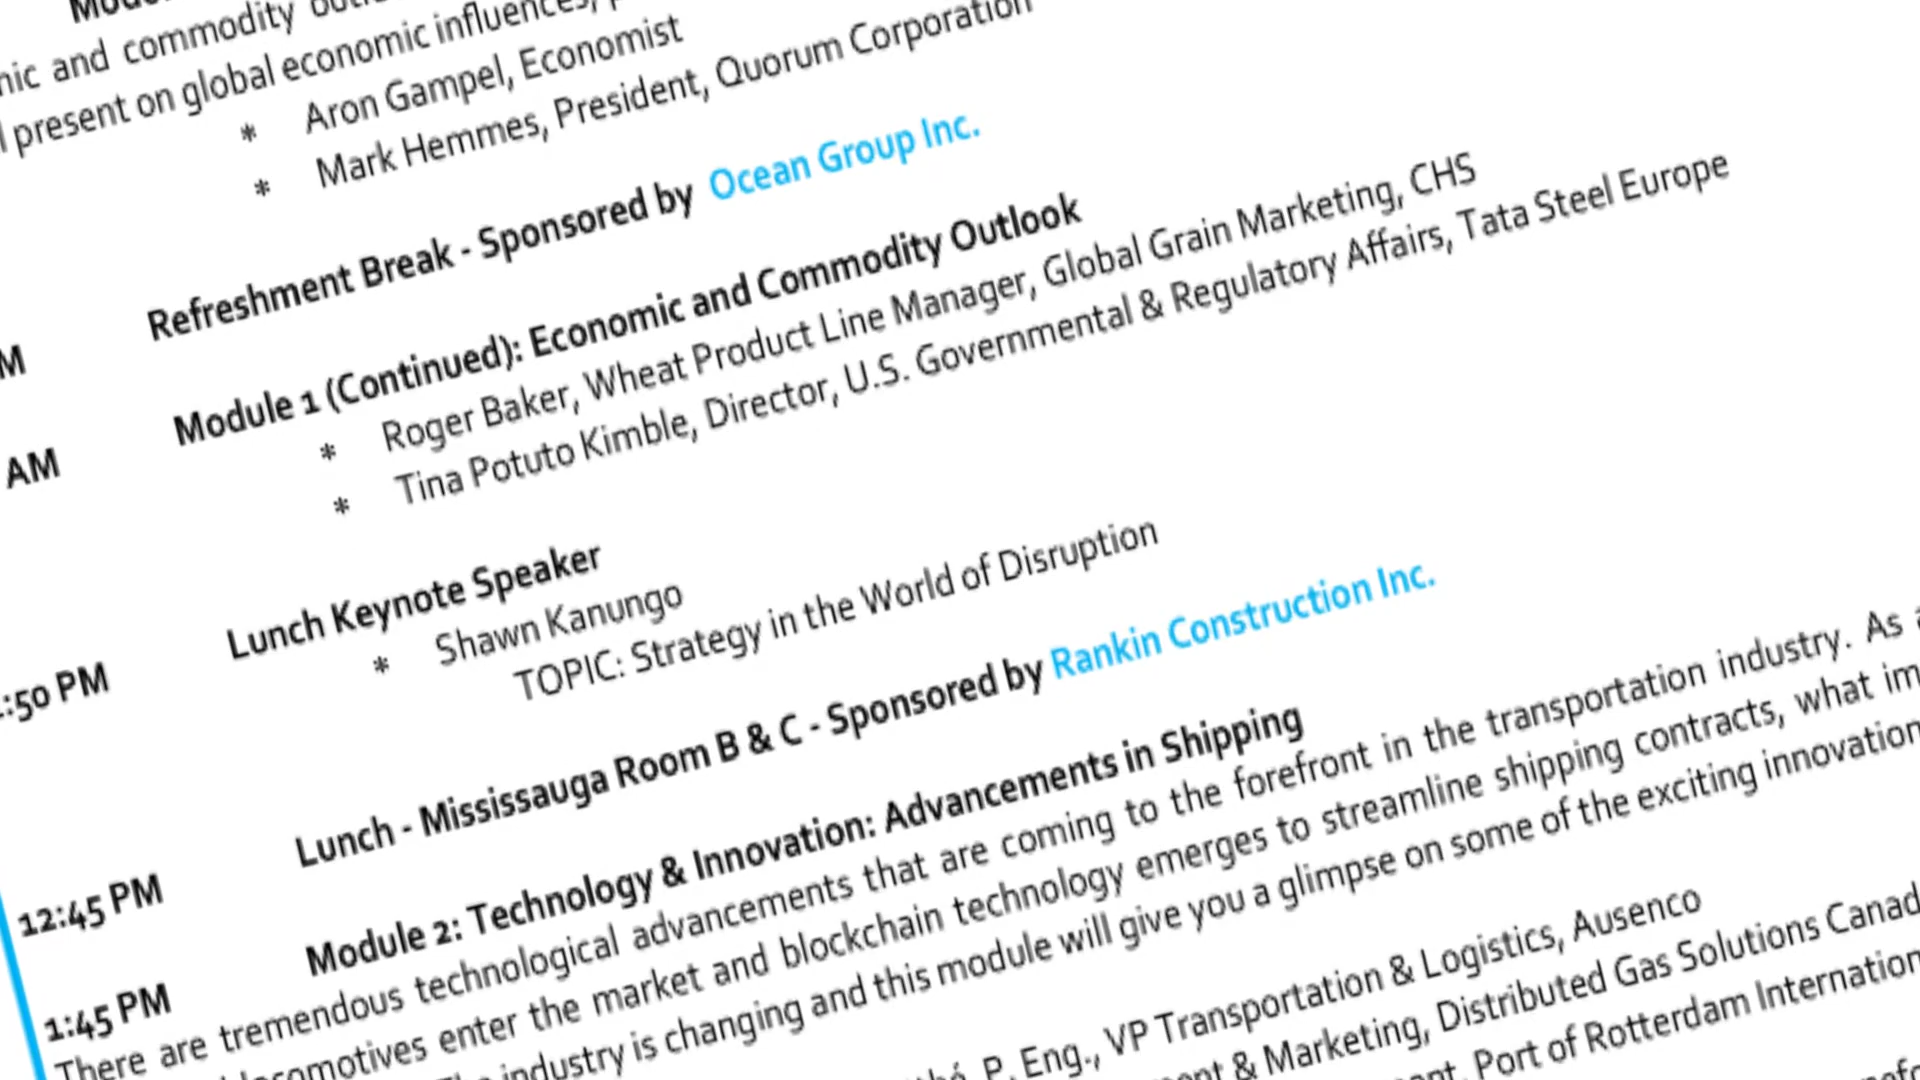 and commodity
present on global economic influences,
* Aron Gampel, Economist
* Mark Hemmes, President, Quorum Corporation
Refreshment Break - Sponsored by Ocean Group Inc.
AM Module 1 (Continued): Economic and Commodity Outlook
* Roger Baker, Wheat Product Line Manager, Global Grain Marketing, CHS
* Tina Potuto Kimble, Director, U.S. Governmental & Regulatory Affairs, Tata Steel Europe
:50 PM Lunch Keynote Speaker
* Shawn Kanungo
TOPIC: Strategy in the World of Disruption
12:45 PM Lunch - Mississauga Room B & C - Sponsored by Rankin Construction Inc.
1:45 PM Module 2: Technology & Innovation: Advancements in Shipping
There are tremendous technological advancements that are coming to the forefront in the transportation industry. As
enter the market and blockchain technology emerges to streamline shipping contracts, what
industry is changing and this module will give you a glimpse on some of the exciting
P. Eng., VP Transportation & Logistics, Ausenco
& Marketing, Distributed Gas Solutions
Port of Rotterdam